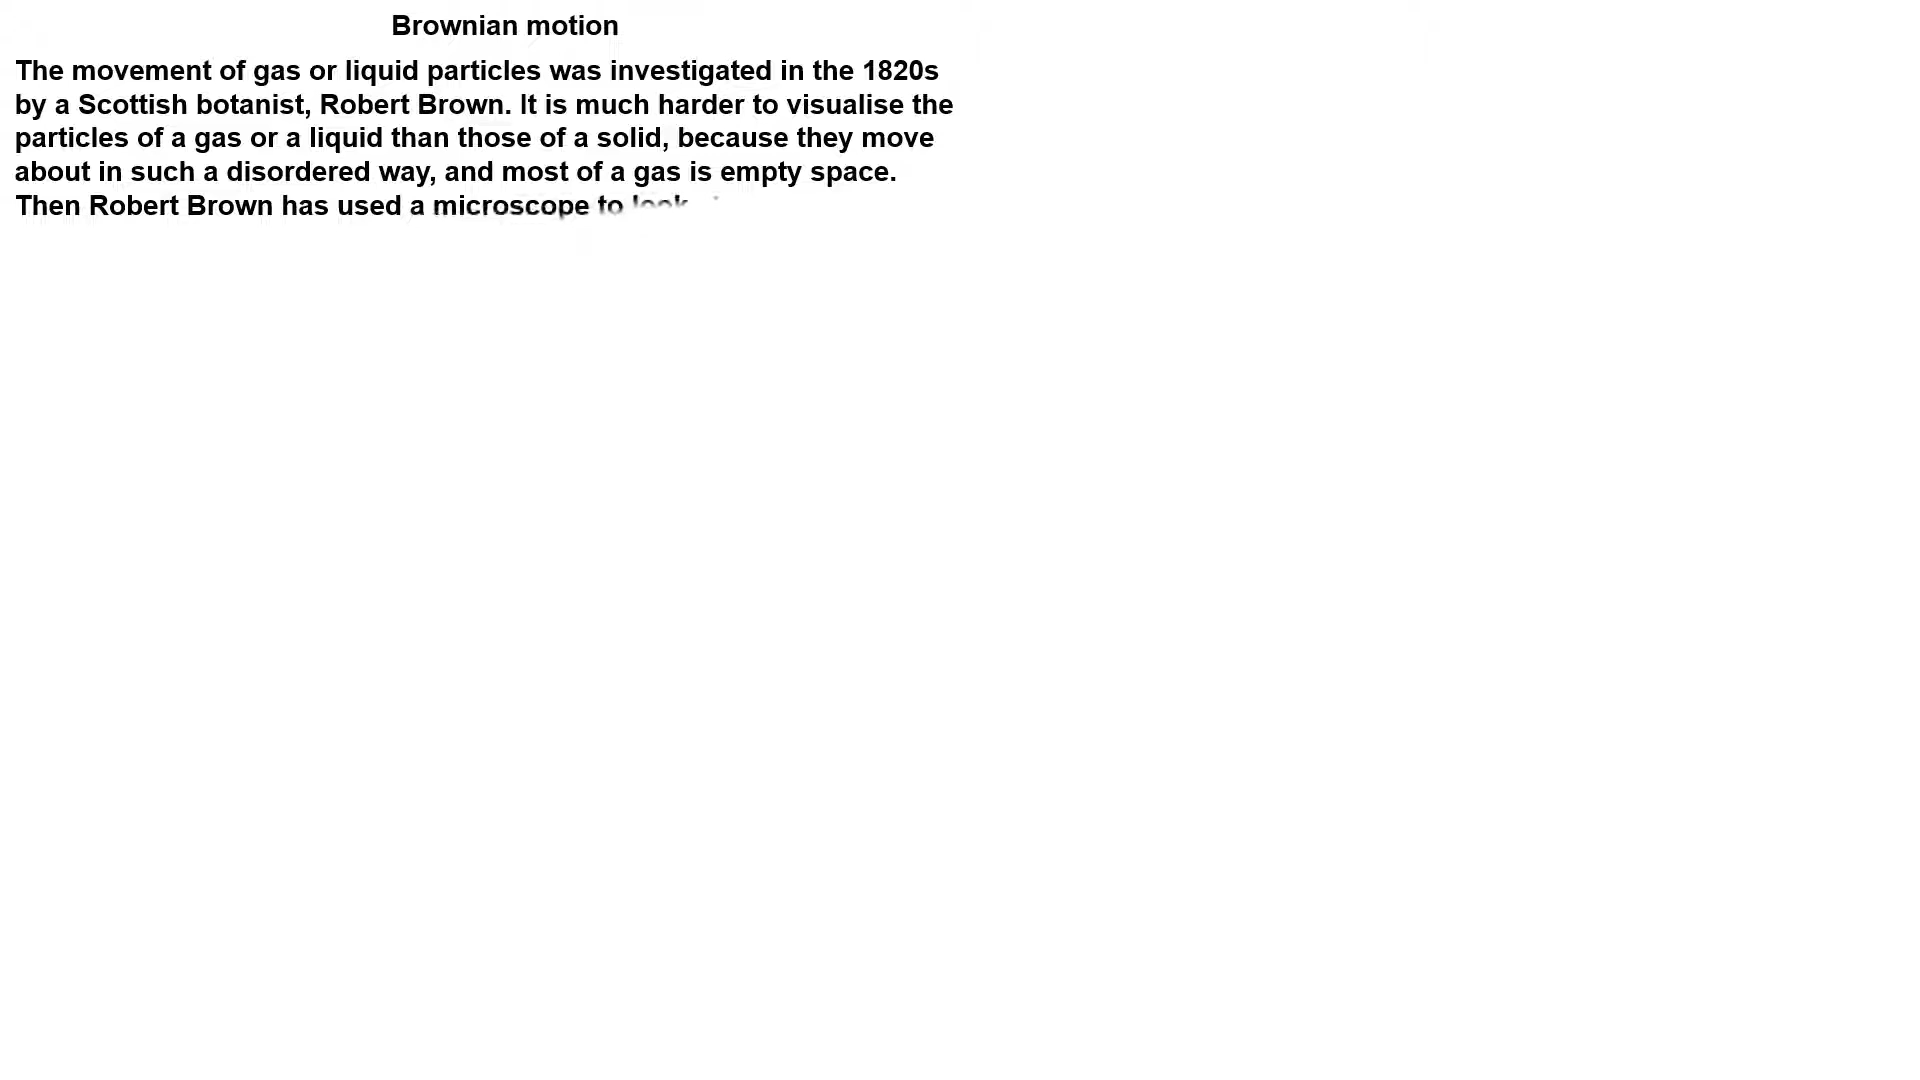 Brownian motion
The movement of gas or liquid particles was investigated in the 1820s
by a Scottish botanist, Robert Brown. It is much harder to visualise the
particles of a gas or a liquid than those of a solid, because they move
about in such a disordered way, and most of a gas is empty space.
Then Robert Brown has used a microscope to look